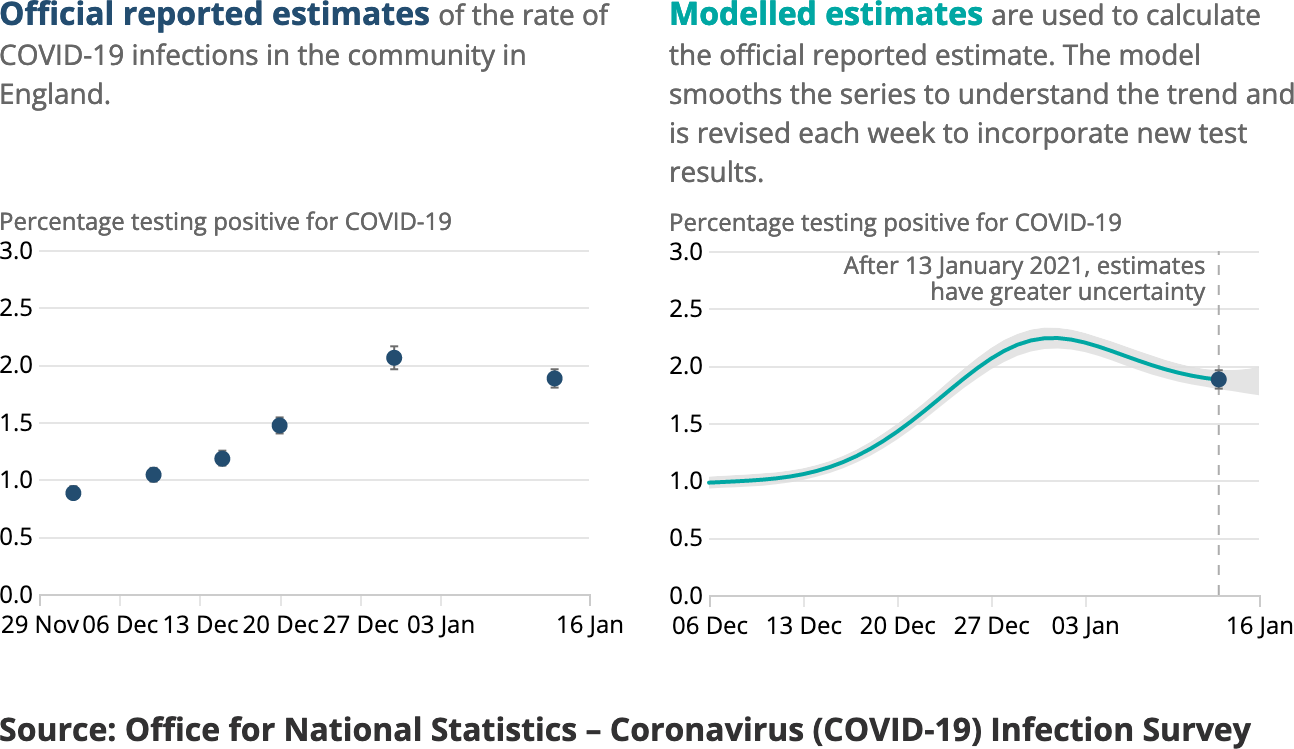 Official reported estimates of the rate of
COVID-19 infections in the community in
England.
Percentage testing positive for COVID-19
3.0
2.5
2.0
1.5
1.0
0.5
0.0
29 Nov 06 Dec 13 Dec 20 Dec 27 Dec 03 Jan 16 Jan
Modelled estimates are used to calculate
the official reported estimate. The model
smooths the series to understand the trend and
is revised each week to incorporate new test
results.
Percentage testing positive for COVID-19
3.0
After 13 January 2021, estimates
have greater uncertainty
2.5
2.0
1.5
1.0
0.5
0.0
06 Dec 13 Dec 20 Dec 27 Dec 03 Jan 16 Jan
Source: Office for National Statistics – Coronavirus (COVID-19) Infection Survey